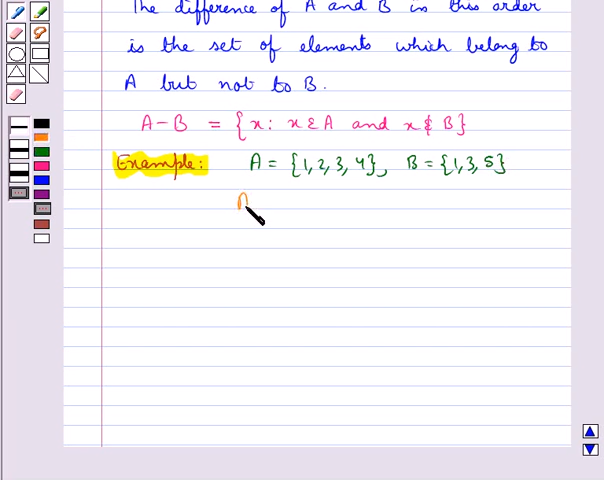 The difference of A and B in this order
is the set of elements which belong to
A but not to B.
A - B = {x: x ε A and x ∉ B}
Example: A = {1, 2, 3, 4}, B = {1, 3, 5}